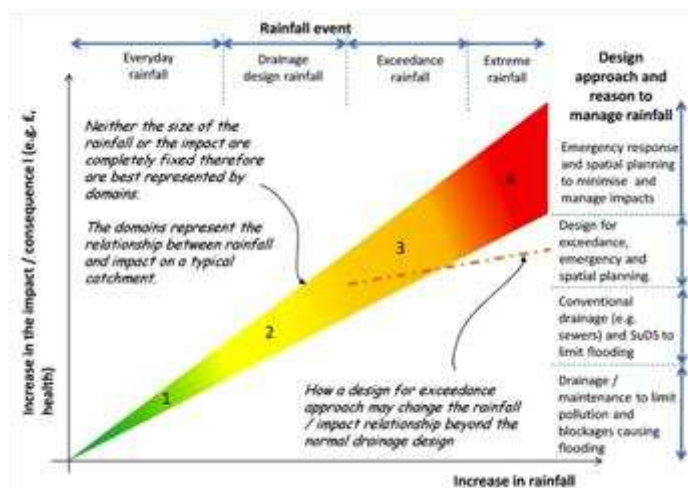 Rainfall event
Everyday
rainfall
Drainage
design rainfall
Exceedance
rainfall
Extreme
rainfall
Design
approach and
reason to
manage rainfall
Increase in the impact / consequence I (e.g. £,
health)
Neither the size of the
rainfall or the impact are
completely fixed therefore
are best represented by
domains.
The domains represent the
relationship between rainfall
and impact on a typical
catchment.
1
2
3
4
Emergency response
and spatial planning
to minimise and
manage impacts
Design for
exceedance,
emergency and
spatial planning.
Conventional
drainage (e.g.
sewers) and SuDS to
limit flooding
Drainage /
maintenance to limit
pollution and
blockages causing
flooding
How a design for exceedance
approach may change the rainfall
/ impact relationship beyond the
normal drainage design
Increase in rainfall